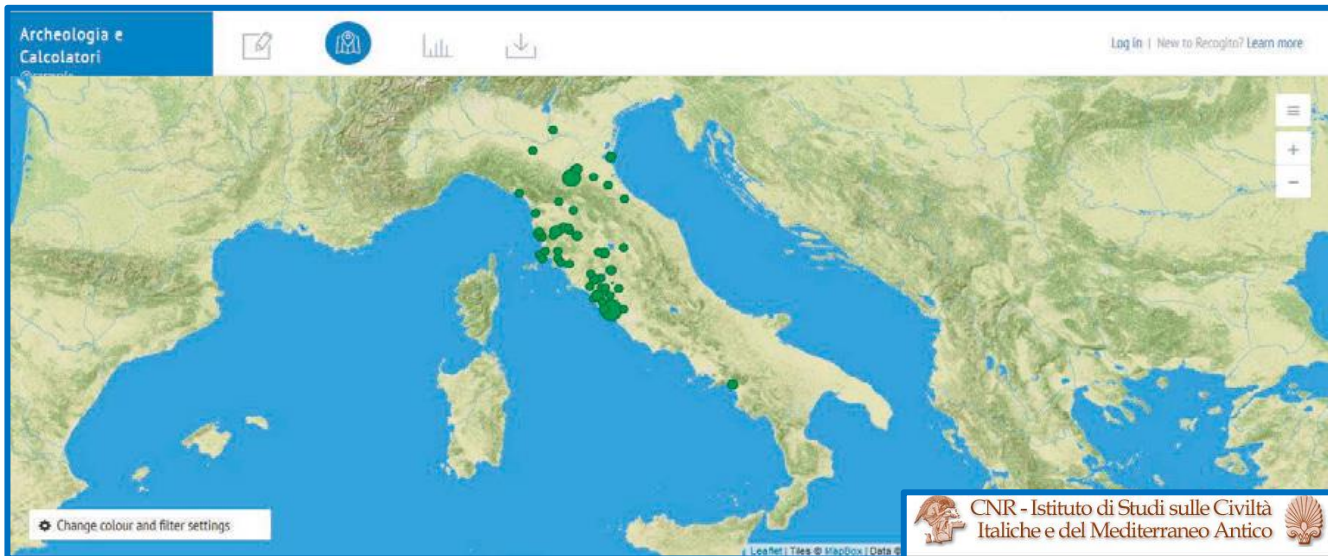 Archeologia e
Calcolatori
Log in | New to Recogito? Learn more
+
−
Change colour and filter settings
CNR - Istituto di Studi sulle Civiltà
Italiche e del Mediterraneo Antico
Leaflet | Tiles © MapBox | Data ©